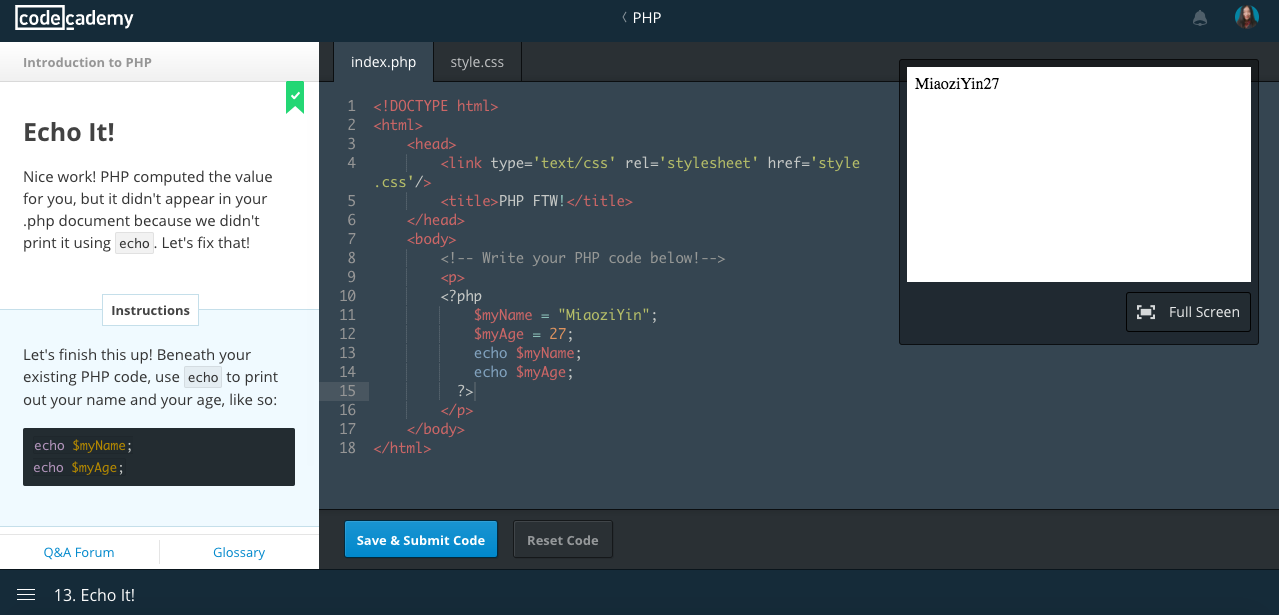 codecademy
〈 PHP
Introduction to PHP
Echo It!
Nice work! PHP computed the value
for you, but it didn't appear in your
.php document because we didn't
print it using echo. Let's fix that!
Instructions
Let's finish this up! Beneath your
existing PHP code, use echo to print
out your name and your age, like so:
echo $myName;
echo $myAge;
Q&A Forum
Glossary
index.php
style.css
1 <!DOCTYPE html>
2 <html>
3 <head>
4 <link type='text/css' rel='stylesheet' href='style
.css'/>
5 <title>PHP FTW!</title>
6 </head>
7 <body>
8 <!-- Write your PHP code below!-->
9 <p>
10 <?php
11 $myName = "MiaoziYin";
12 $myAge = 27;
13 echo $myName;
14 echo $myAge;
15 ?>
16 </p>
17 </body>
18 </html>
MiaoziYin27
Full Screen
Save & Submit Code
Reset Code
13. Echo It!